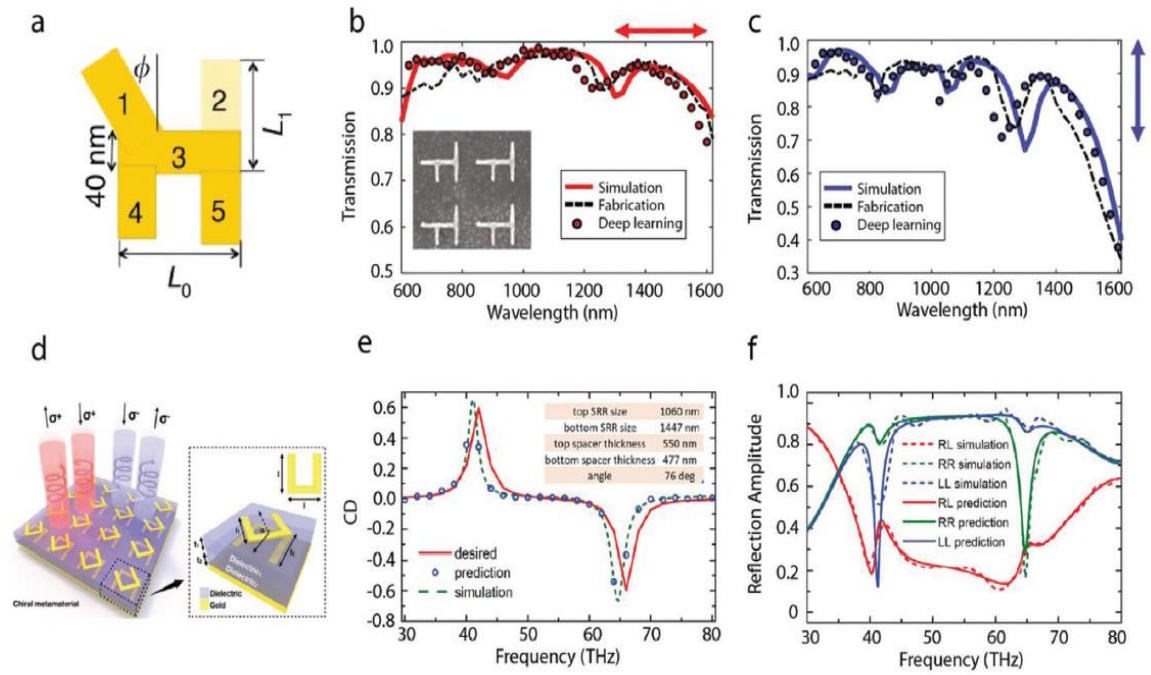 a
ϕ
1
2
3
4
5
40 nm
L1
L0
b
Transmission
1.0
0.9
0.8
0.7
0.6
0.5
Simulation
Fabrication
Deep learning
600 800 1000 1200 1400 1600
Wavelength (nm)
c
Transmission
1.0
0.9
0.8
0.7
0.6
0.5
0.4
0.3
Simulation
Fabrication
Deep learning
600 800 1000 1200 1400 1600
Wavelength (nm)
d
σ+ σ+ σ- σ-
Chiral metamaterial
Dielectric
Dielectric
Dielectric
Gold
e
CD
0.6
0.4
0.2
0.0
-0.2
-0.4
-0.6
-0.8
top SRR size 1060 nm
bottom SRR size 1447 nm
top spacer thickness 550 nm
bottom spacer thickness 477 nm
angle 76 deg
desired
prediction
simulation
30 40 50 60 70 80
Frequency (THz)
f
Reflection Amplitude
1.0
0.8
0.6
0.4
0.2
0
RL simulation
RR simulation
LL simulation
RL prediction
RR prediction
LL prediction
30 40 50 60 70 80
Frequency (THz)